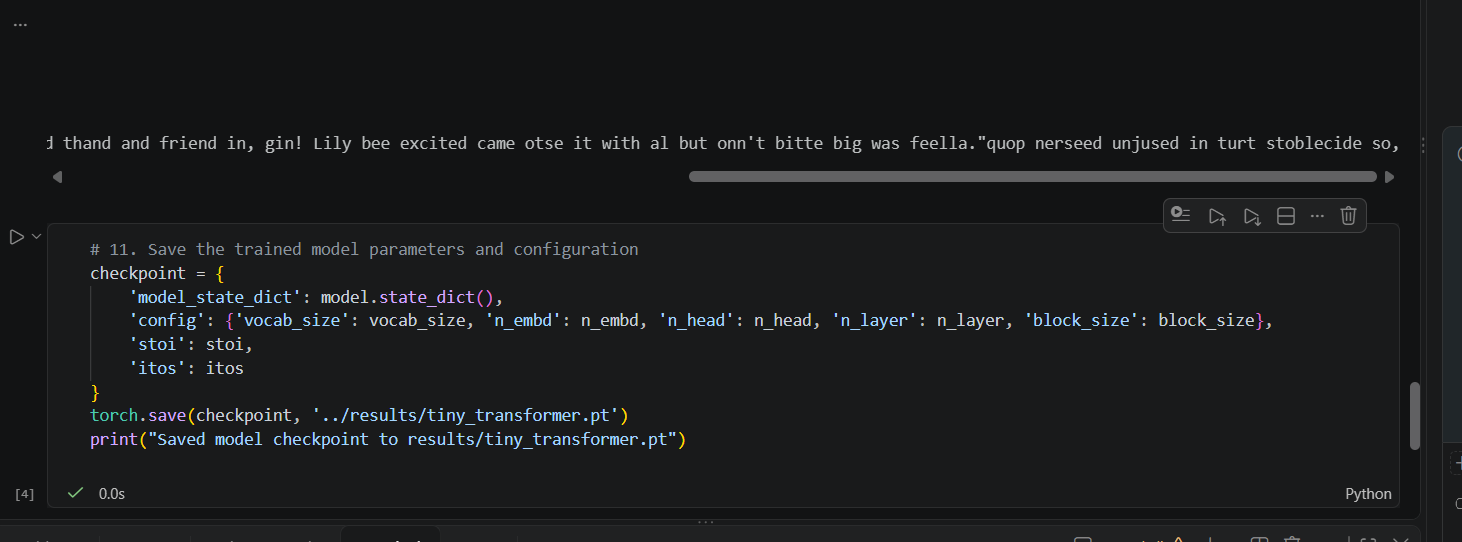 ...
thand and friend in, gin! Lily bee excited came otse it with al but onn't bitte big was feella."quop nerseed unjused in turt stoblecide so,
# 11. Save the trained model parameters and configuration
checkpoint = {
    'model_state_dict': model.state_dict(),
    'config': {'vocab_size': vocab_size, 'n_embd': n_embd, 'n_head': n_head, 'n_layer': n_layer, 'block_size': block_size},
    'stoi': stoi,
    'itos': itos
}
torch.save(checkpoint, '../results/tiny_transformer.pt')
print("Saved model checkpoint to results/tiny_transformer.pt")
[4] 0.0s Python